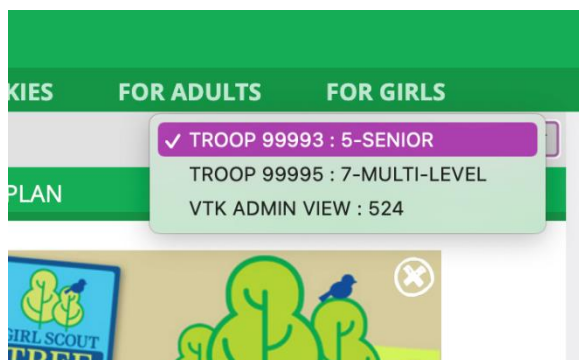 KIES FOR ADULTS FOR GIRLS
✓ TROOP 99993 : 5-SENIOR
TROOP 99995 : 7-MULTI-LEVEL
PLAN
VTK ADMIN VIEW : 524
GIRL SCOUT
TREE